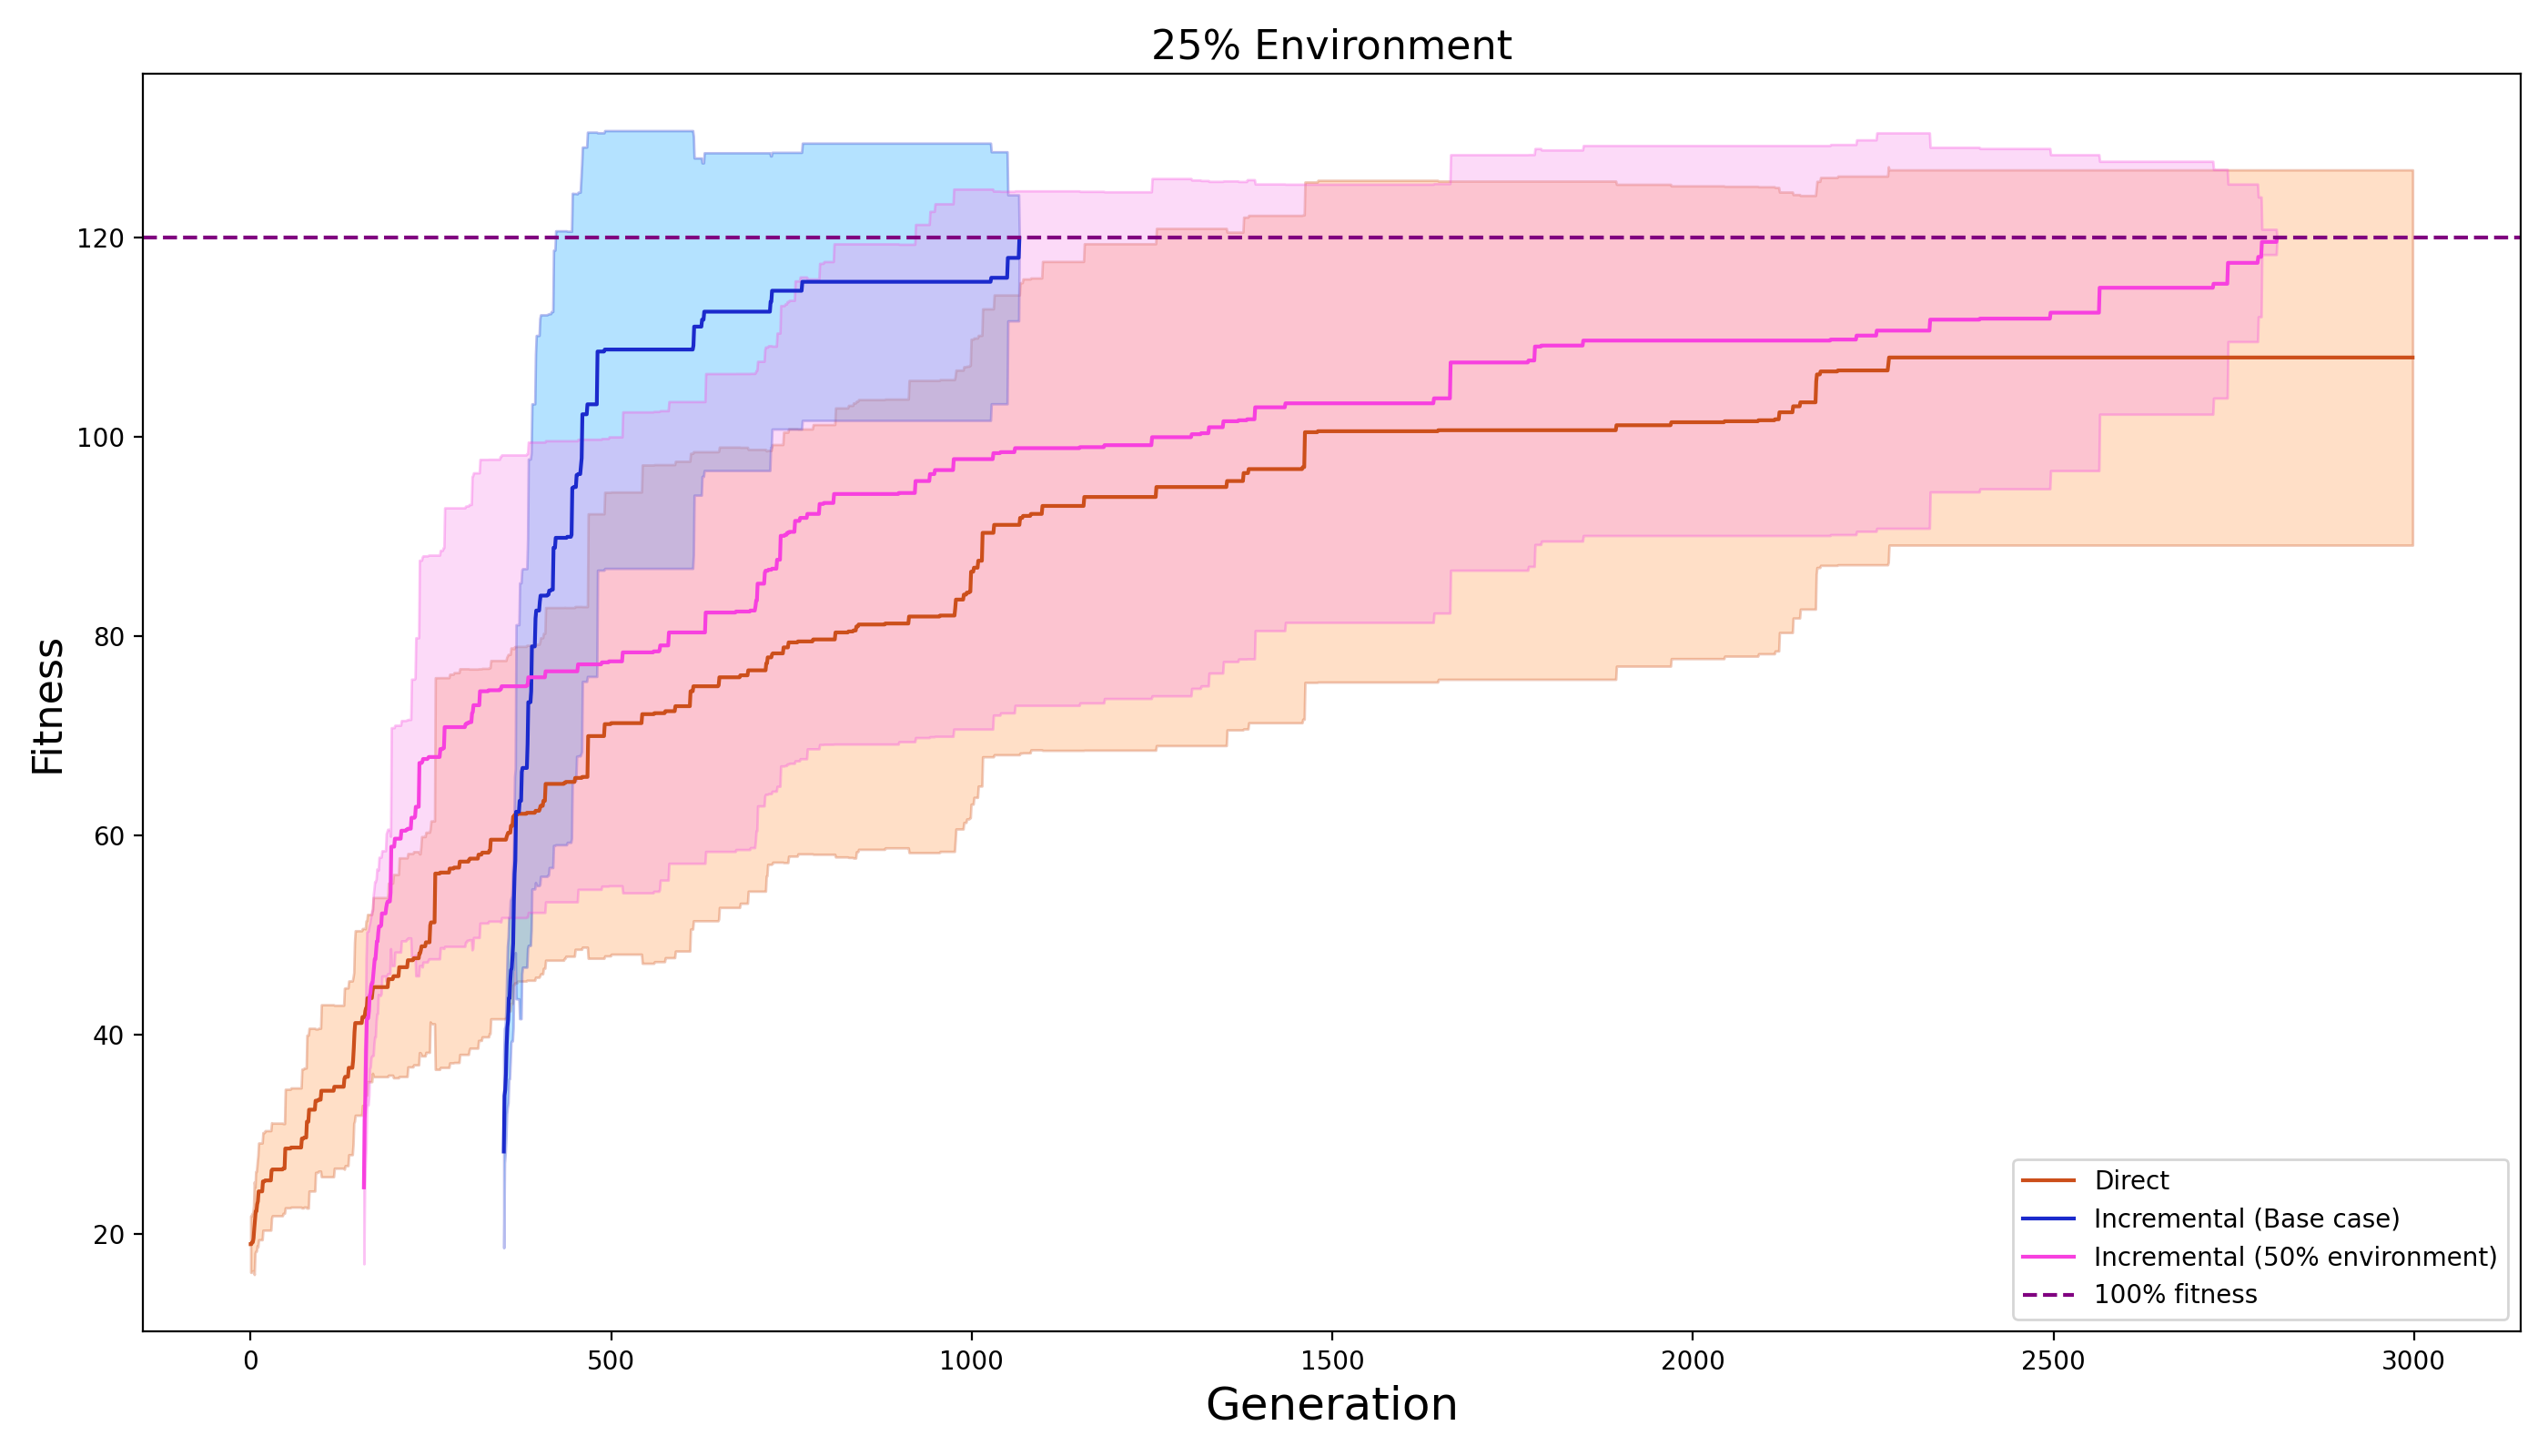 25% Environment
Fitness
120
100
80
60
40
20
0 500 1000 1500 2000 2500 3000
Generation
Direct
Incremental (Base case)
Incremental (50% environment)
100% fitness